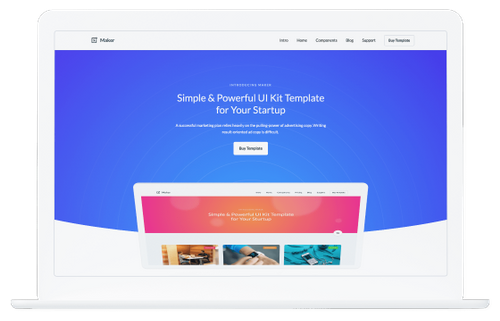 Maker
Intro Home Components Blog Support Buy Template
INTRODUCING MAKER
Simple & Powerful UI Kit Template
for Your Startup
A successful marketing plan relies heavily on the pulling-power of advertising copy. Writing
result-oriented ad copy is difficult.
Buy Template
Simple & Powerful UI Kit Template
for Your Startup